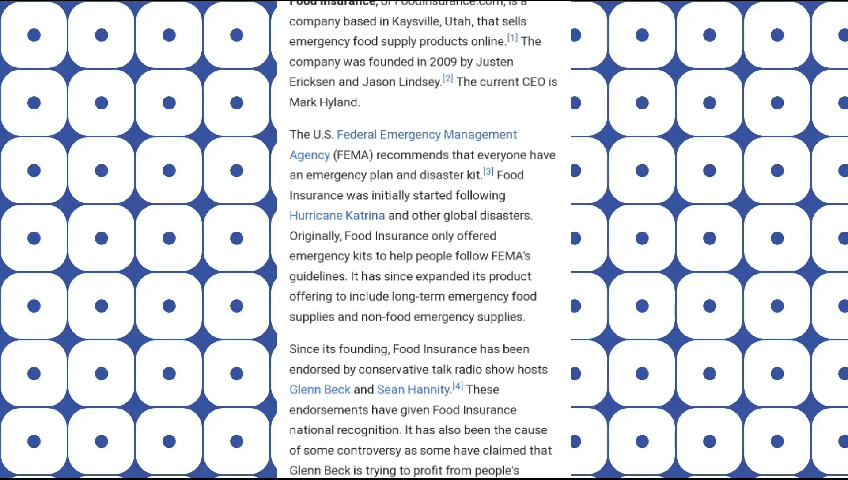 Food Insurance, or FoodInsurance.com, is a
company based in Kaysville, Utah, that sells
emergency food supply products online.[1] The
company was founded in 2009 by Justen
Ericksen and Jason Lindsey.[2] The current CEO is
Mark Hyland.
The U.S. Federal Emergency Management
Agency (FEMA) recommends that everyone have
an emergency plan and disaster kit.[3] Food
Insurance was initially started following
Hurricane Katrina and other global disasters.
Originally, Food Insurance only offered
emergency kits to help people follow FEMA's
guidelines. It has since expanded its product
offering to include long-term emergency food
supplies and non-food emergency supplies.
Since its founding, Food Insurance has been
endorsed by conservative talk radio show hosts
Glenn Beck and Sean Hannity.[4] These
endorsements have given Food Insurance
national recognition. It has also been the cause
of some controversy as some have claimed that
Glenn Beck is trying to profit from people's